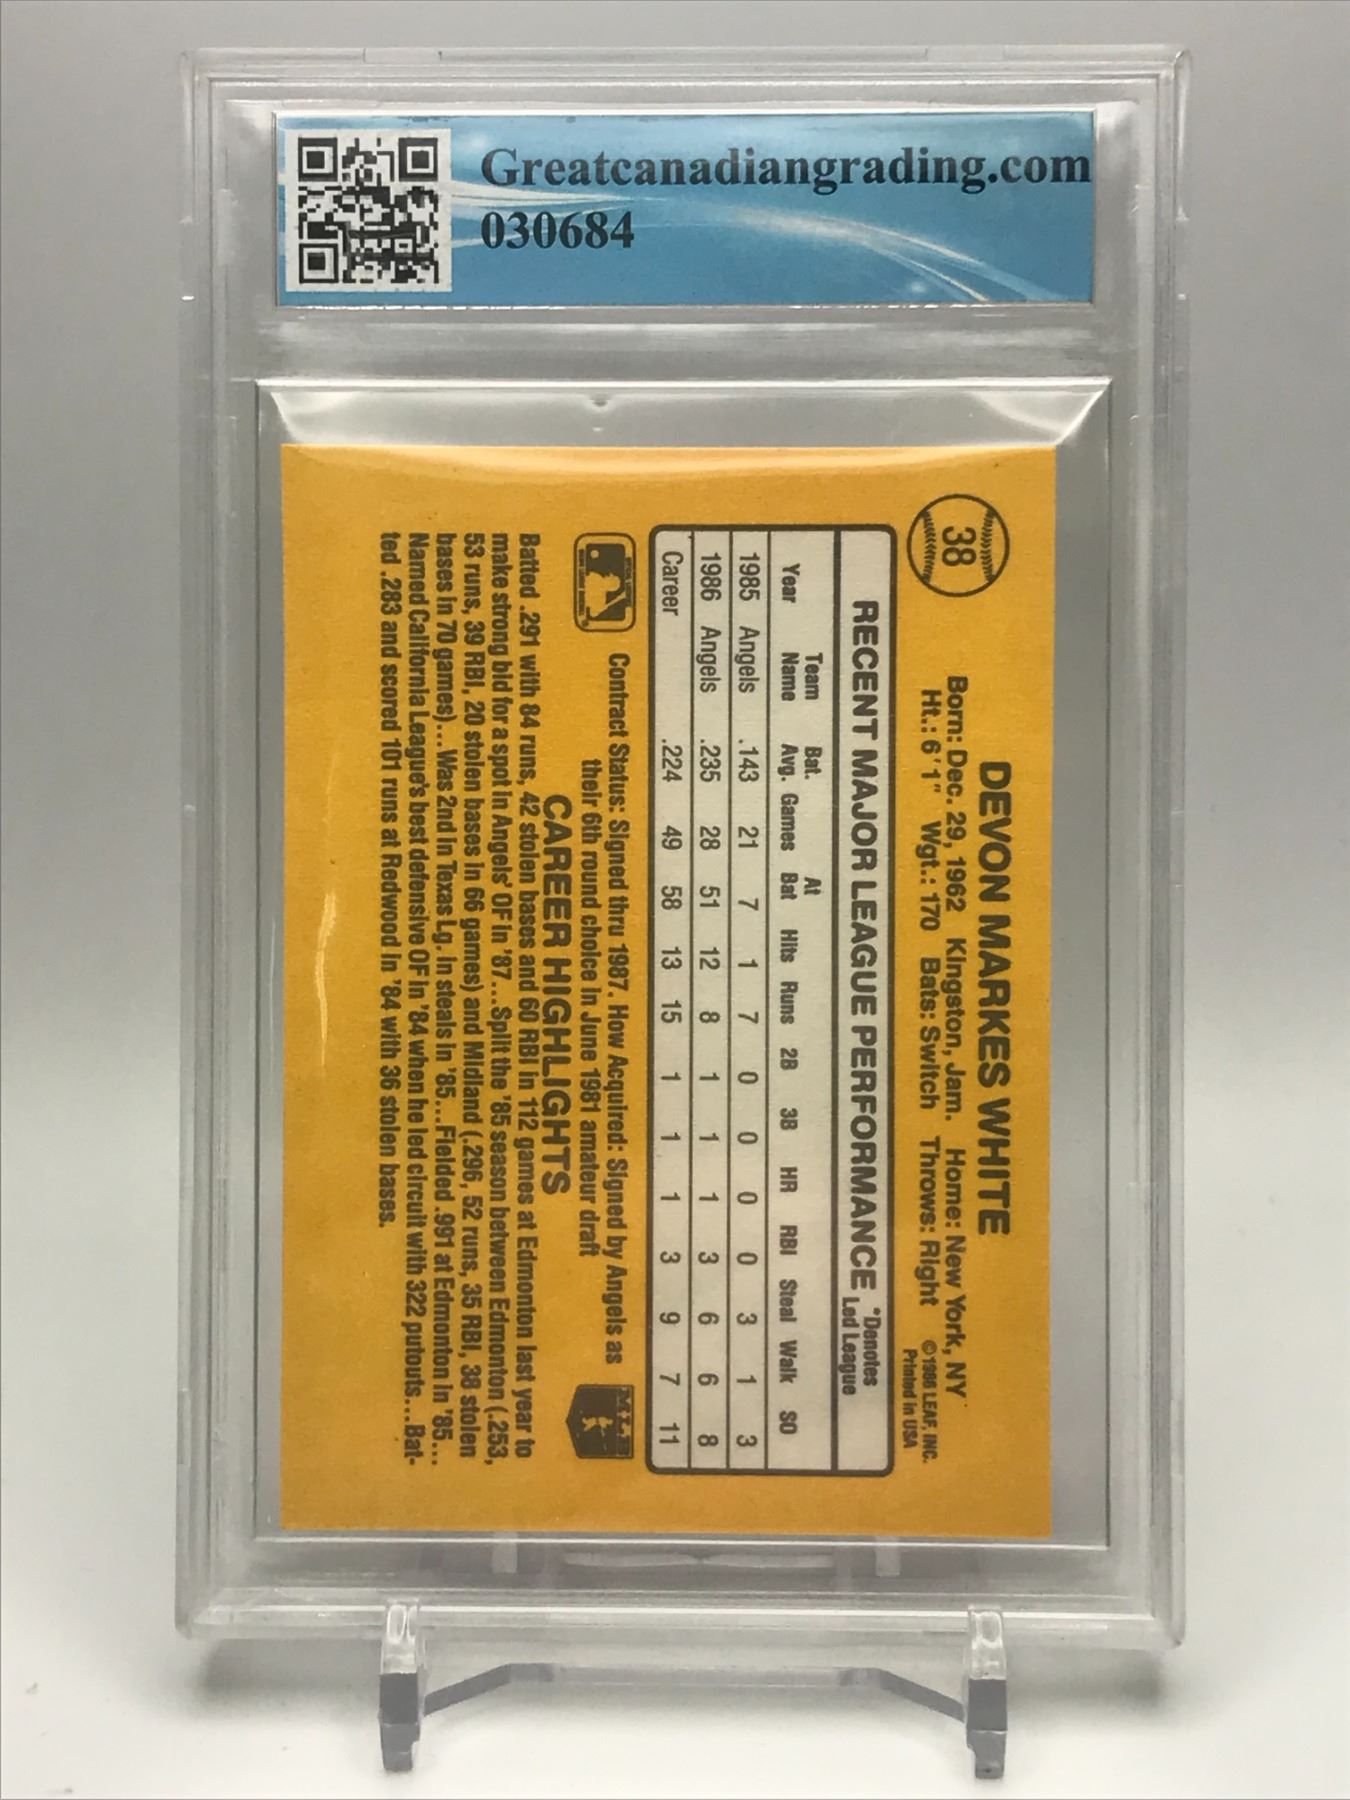 Greatcanadiangrading.com
030684
38
DEVON MARKES WHITE
Born: Dec. 29, 1962 Kingston, Jam. Home: New York, NY
Ht.: 6'1" Wgt.: 170 Bats: Switch Throws: Right
©1986 LEAF, INC.
Printed in USA
RECENT MAJOR LEAGUE PERFORMANCE
*Denotes
Led League
Year Team Name Bat. Avg. Games At Bat Hits Runs 2B 3B HR RBI Steal Walk SO
1985 Angels .143 21 7 1 7 0 0 0 0 3 1 3
1986 Angels .235 28 51 12 8 1 1 1 3 6 6 8
Career .224 49 58 13 15 1 1 1 3 9 7 11
Contract Status: Signed thru 1987. How Acquired: Signed by Angels as
their 6th round choice in June 1981 amateur draft
MLB
CAREER HIGHLIGHTS
Batted .291 with 84 runs, 42 stolen bases and 60 RBI in 112 games at Edmonton last year to
make strong bid for a spot in Angels' OF in '87...Split the '85 season between Edmonton (.253,
53 runs, 39 RBI, 20 stolen bases in 66 games) and Midland (.296, 52 runs, 35 RBI, 38 stolen
bases in 70 games)...Was 2nd in Texas Lg. in steals in '85...Fielded .991 at Edmonton in '85...
Named California League's best defensive OF in '84 when he led circuit with 322 putouts...Bat-
ted .283 and scored 101 runs at Redwood in '84 with 36 stolen bases.